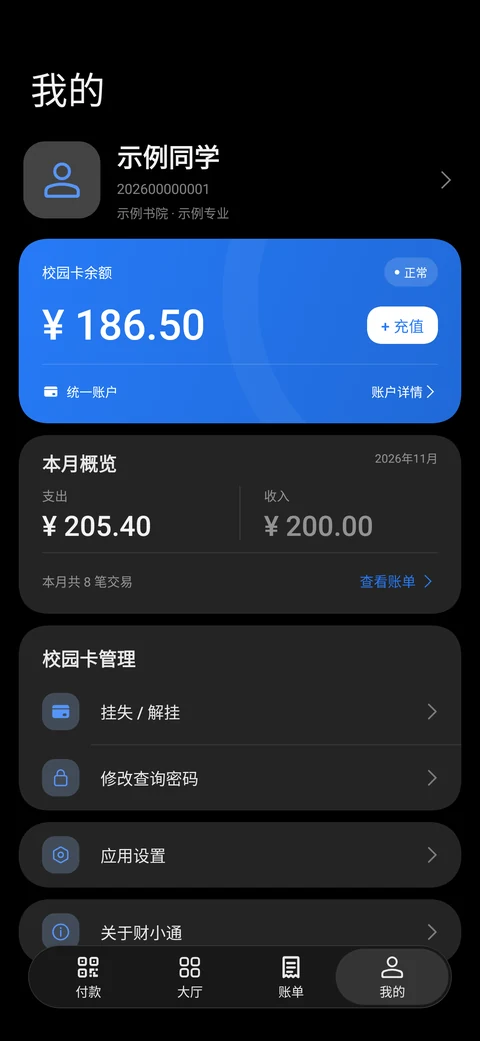 我的
示例同学
202600000001
示例书院 · 示例专业
校园卡余额
正常
¥ 186.50
+ 充值
统一账户
账户详情
本月概览
2026年11月
支出
收入
¥ 205.40
¥ 200.00
本月共 8 笔交易
查看账单
校园卡管理
挂失 / 解挂
修改查询密码
应用设置
关于财小通
付款
大厅
账单
我的